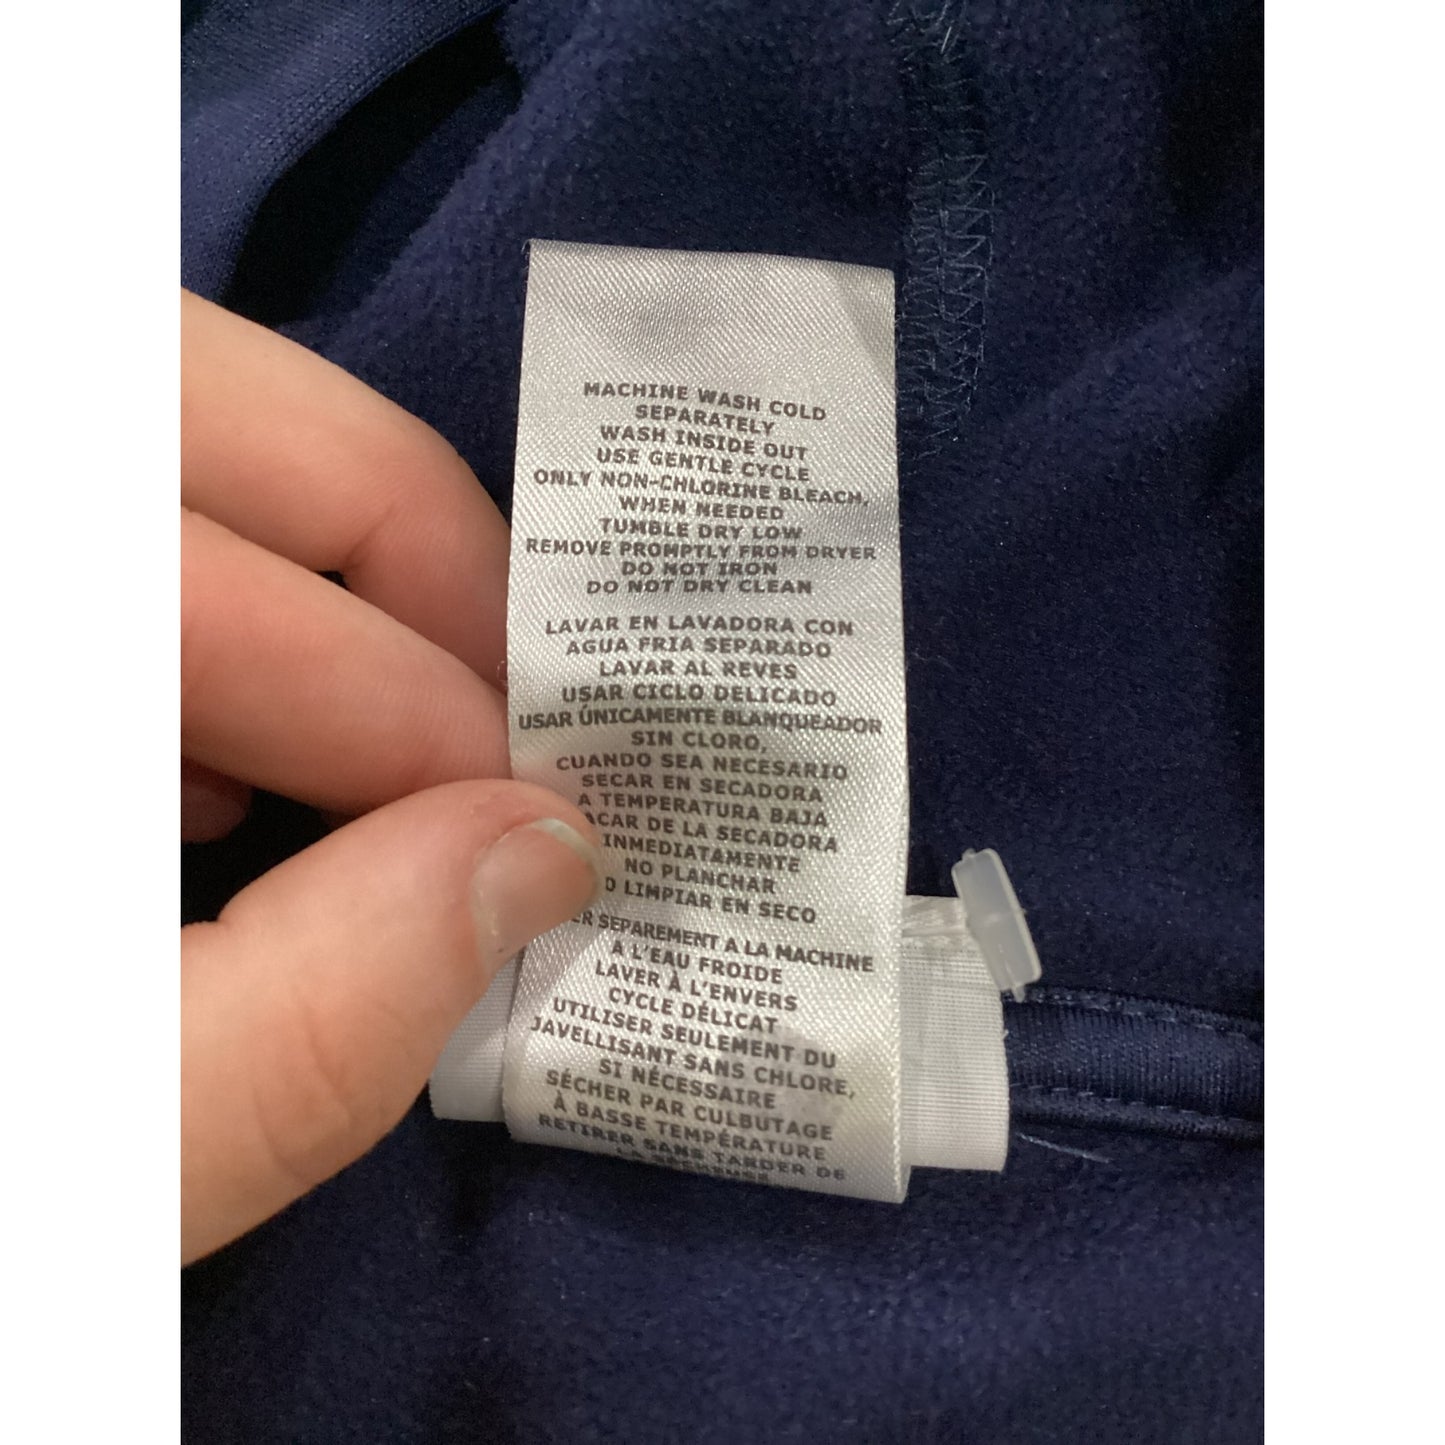 MACHINE WASH COLD
SEPARATELY
WASH INSIDE OUT
USE GENTLE CYCLE
ONLY NON-CHLORINE BLEACH,
WHEN NEEDED
TUMBLE DRY LOW
REMOVE PROMPTLY FROM DRYER
DO NOT IRON
DO NOT DRY CLEAN
LAVAR EN LAVADORA CON
AGUA FRIA SEPARADO
LAVAR AL REVES
USAR CICLO DELICADO
USAR ÚNICAMENTE BLANQUEADOR
SIN CLORO,
CUANDO SEA NECESARIO
SECAR EN SECADORA
A TEMPERATURA BAJA
DE LA SECADORA
INMEDIATAMENTE
NO PLANCHAR
LIMPIAR EN SECO
SEPAREMENT A LA MACHINE
A L'EAU FROIDE
LAVER À L'ENVERS
CYCLE DÉLICAT
UTILISER SEULEMENT DU
JAVELLISANT SANS CHLORE,
SI NÉCESSAIRE
SÉCHER PAR CULBUTAGE
À BASSE TEMPÉRATURE
RETIRER SANS TARDER DE
LA SÉCHEUSE